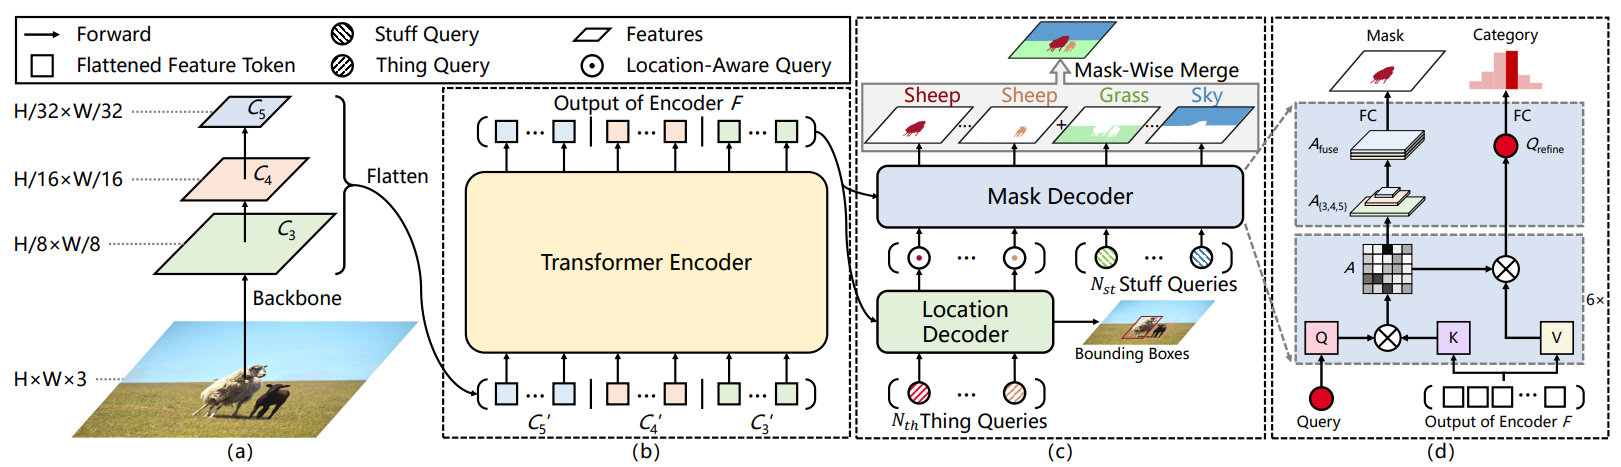 Forward
Stuff Query
Features
Flattened Feature Token
Thing Query
Location-Aware Query
H/32×W/32
C5
H/16×W/16
C4
H/8×W/8
C3
Flatten
Backbone
H×W×3
(a)
Output of Encoder F
Transformer Encoder
C5'
C4'
C3'
(b)
Mask-Wise Merge
Sheep
Sheep
Grass
Sky
Mask Decoder
Nst Stuff Queries
Location
Decoder
Bounding Boxes
Nth Thing Queries
(c)
Mask
Category
FC
FC
Afuse
Qrefine
A{3,4,5}
A
6×
Q
K
V
Query
Output of Encoder F
(d)